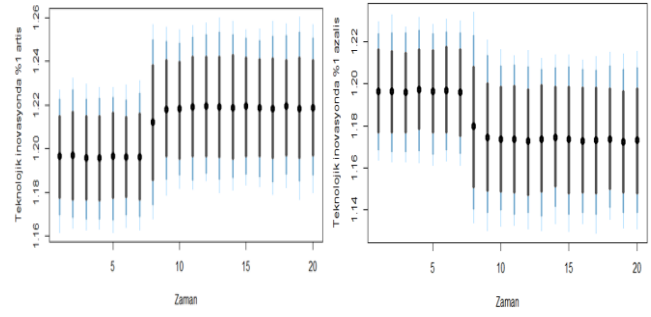 Teknolojik inovasyonda %1 artis
1.16 1.18 1.20 1.22 1.24 1.26
5 10 15 20
Zaman
Teknolojik inovasyonda %1 azalis
1.14 1.16 1.18 1.20 1.22
5 10 15 20
Zaman